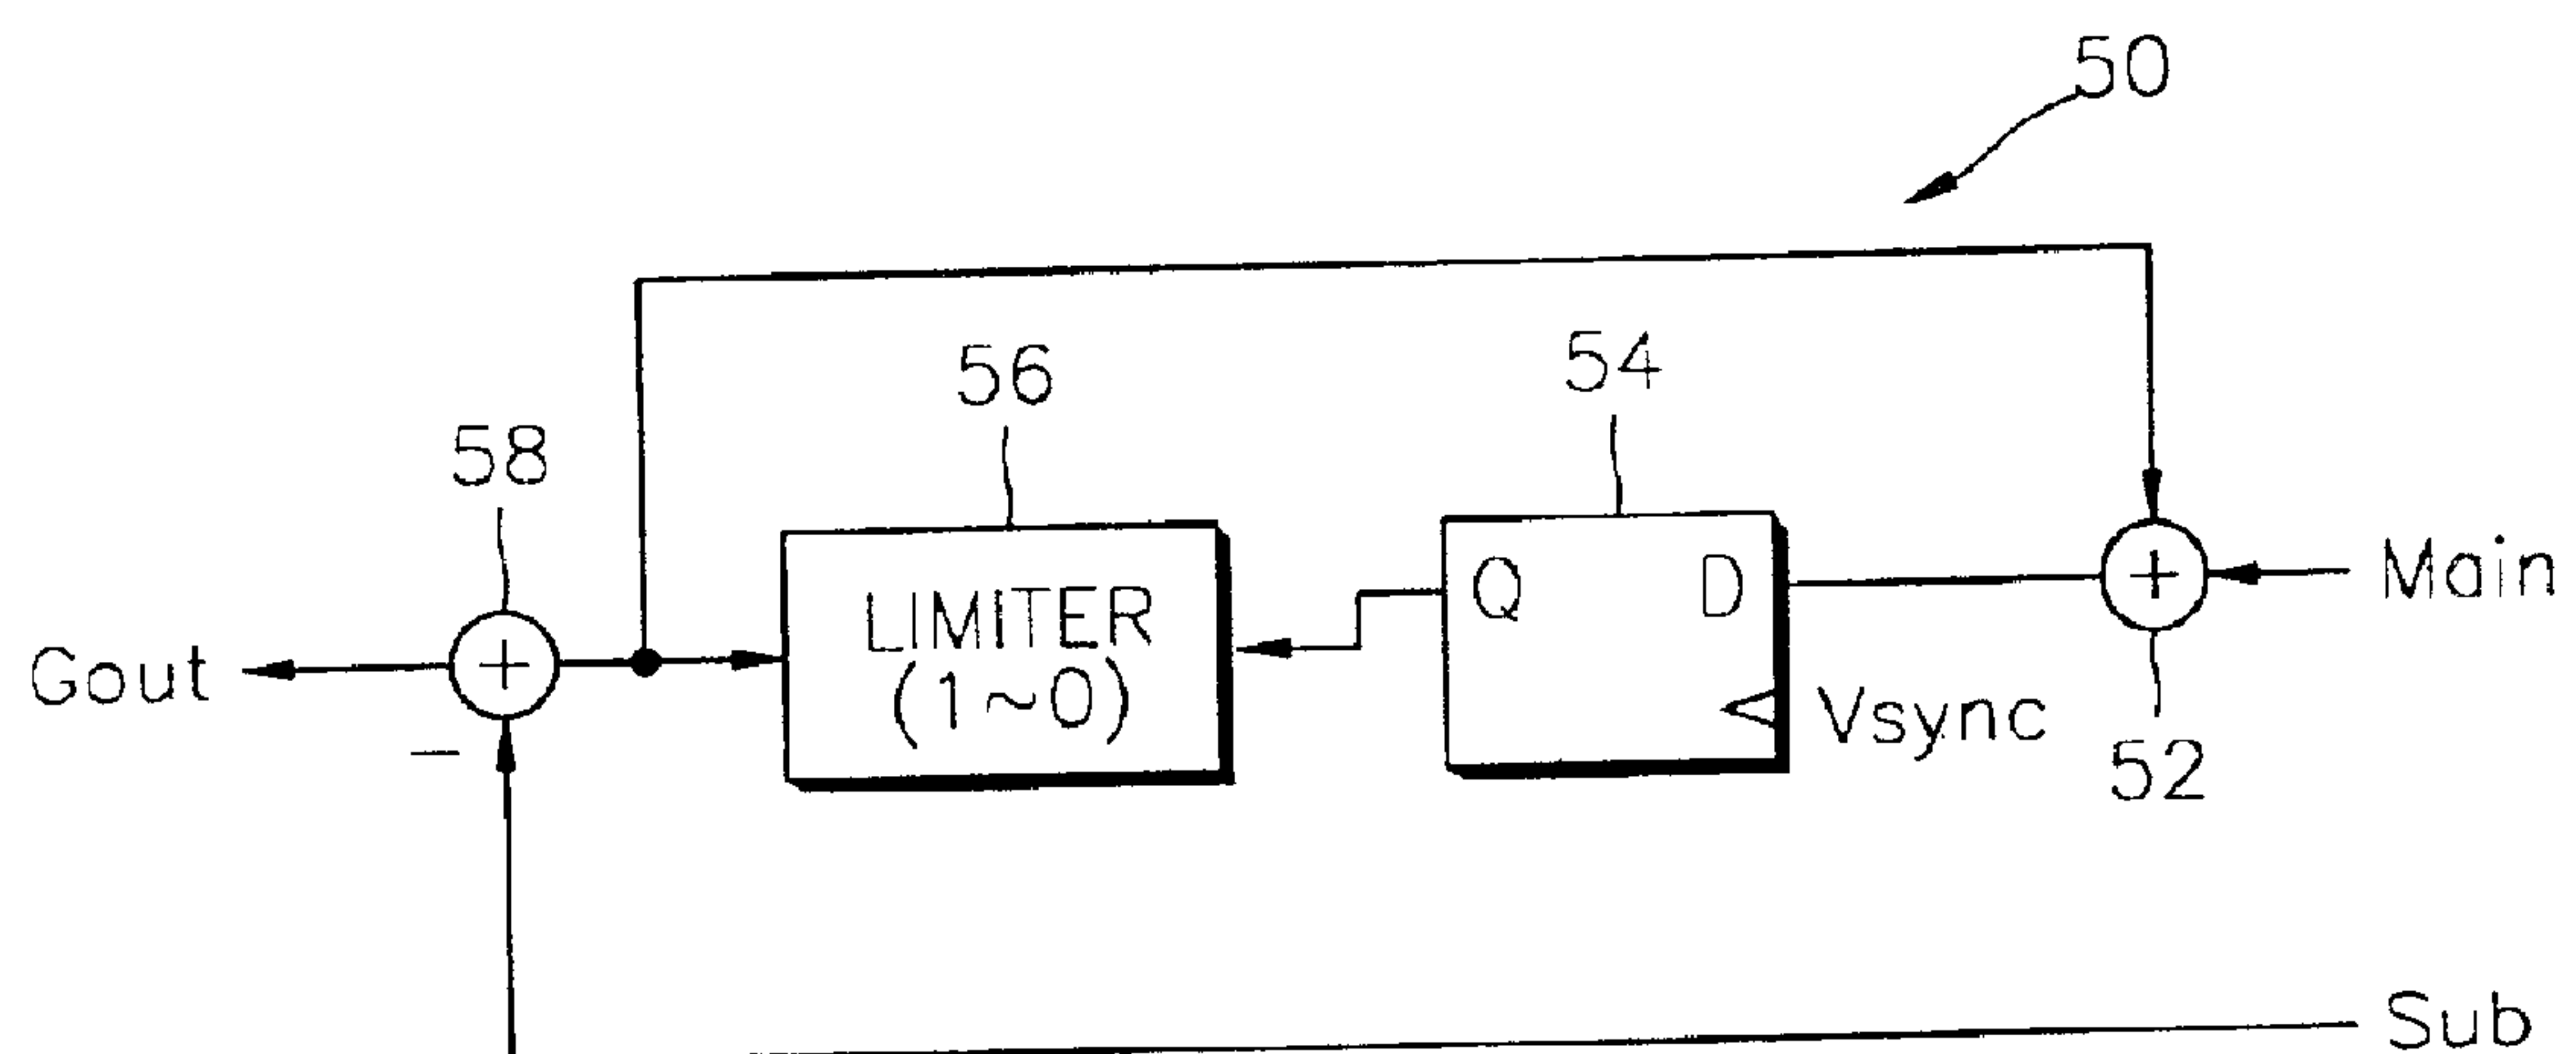 50
56
54
58
LIMITER
(1~0)
Q D
Main
Gout
Vsync
–
52
Sub